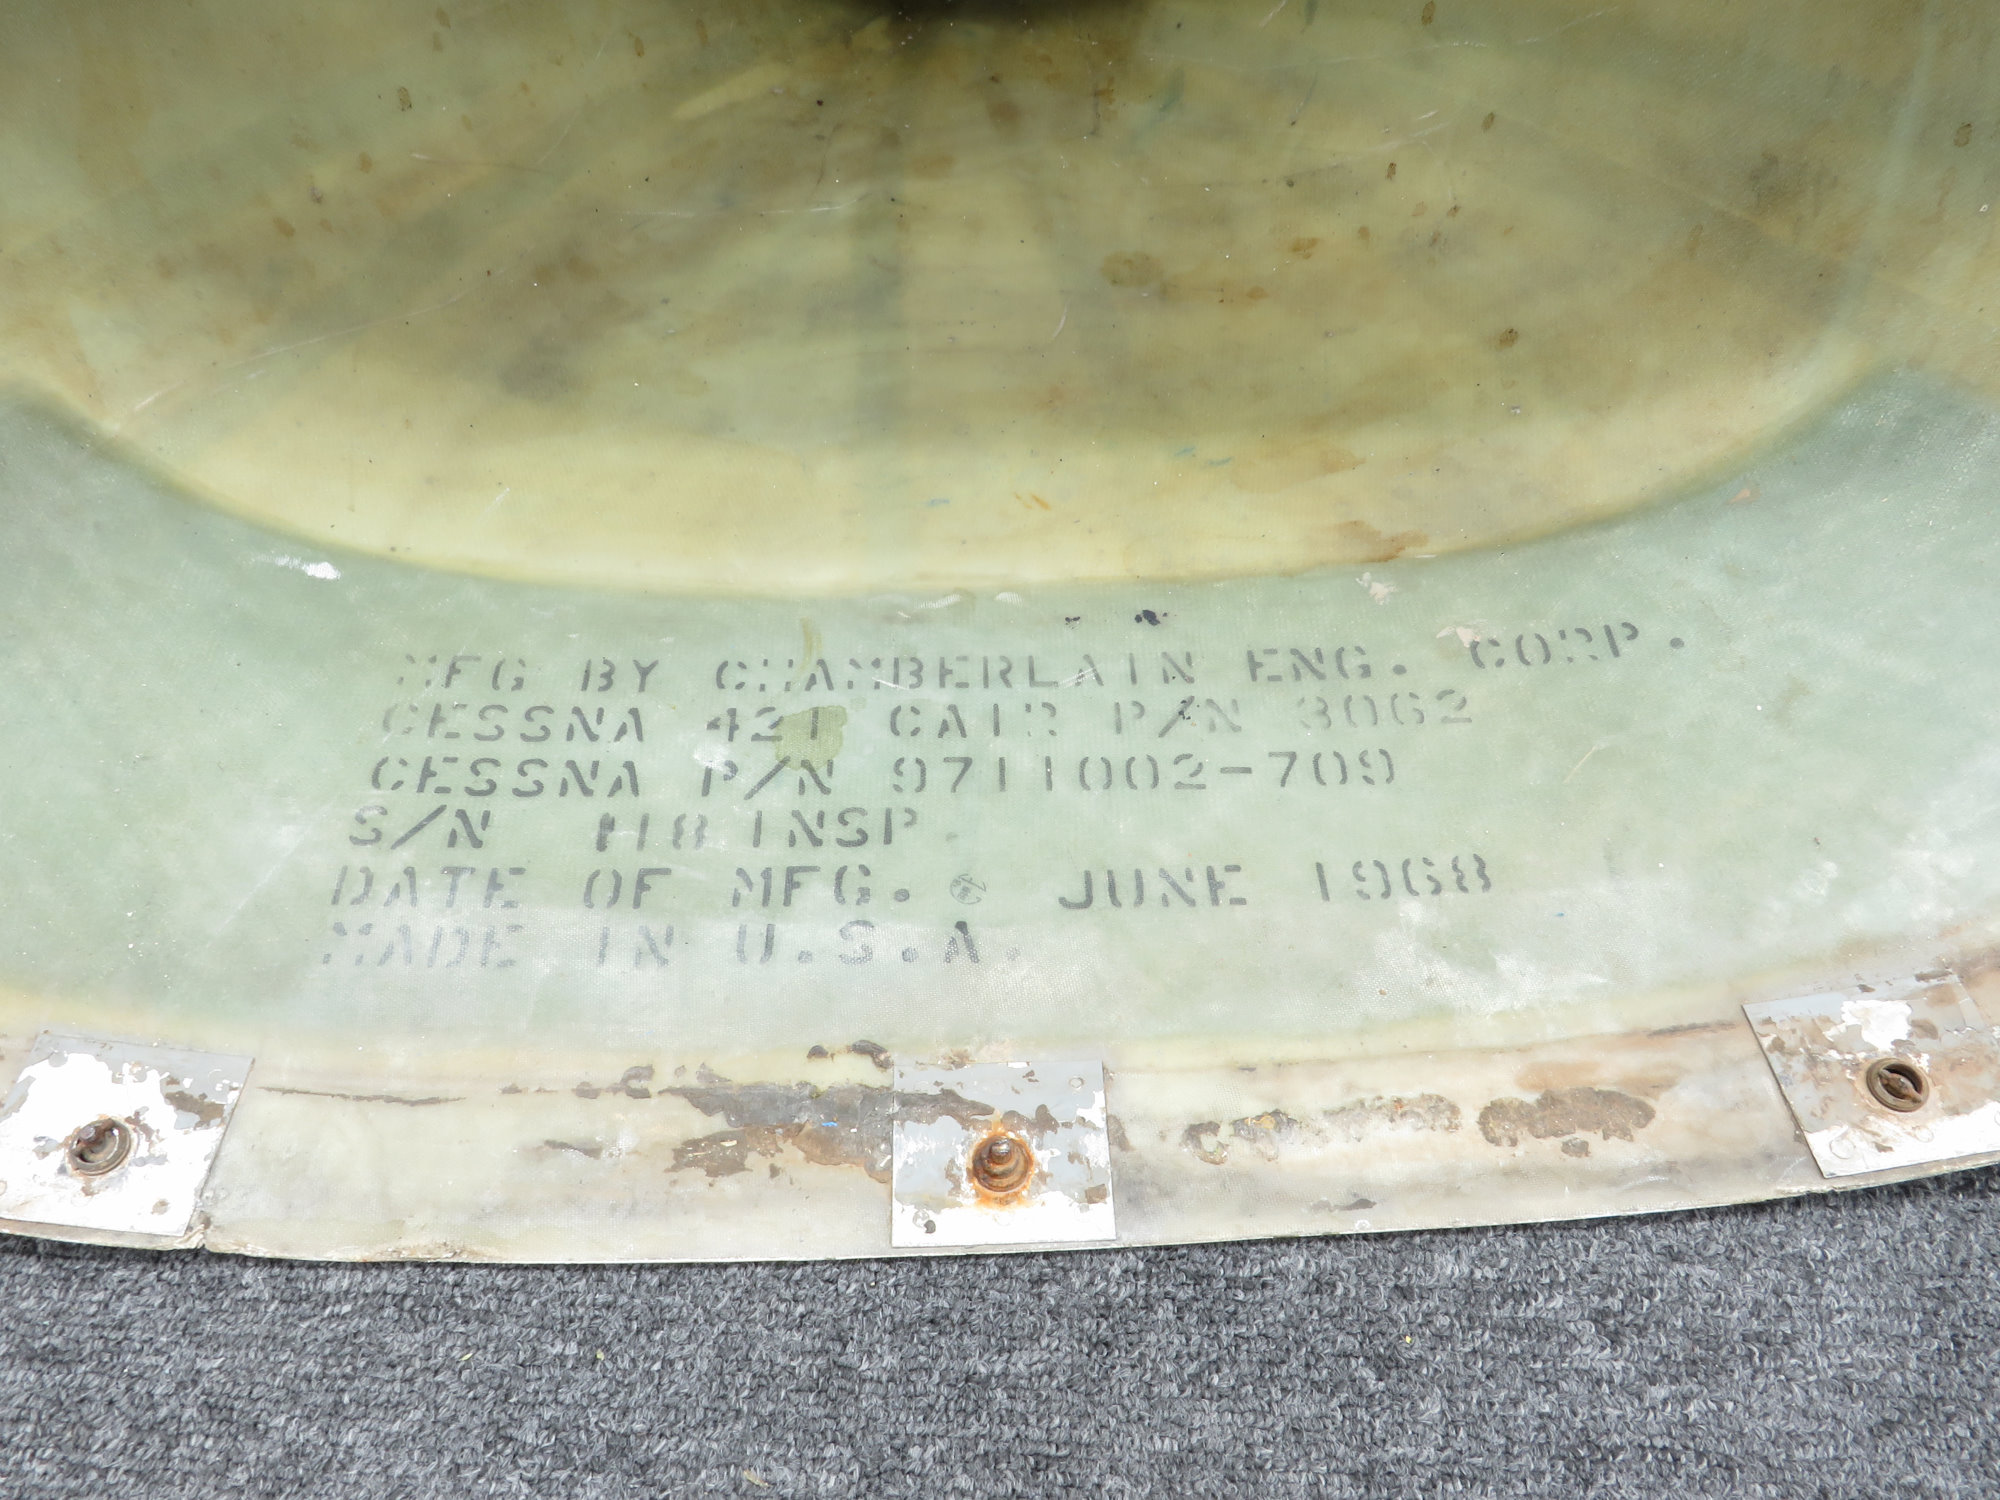 MFG BY CHAMBERLAIN ENG. CORP.
CESSNA 421 CAIR P/N 3062
CESSNA P/N 9711002-709
S/N 118 INSP.
DATE OF MFG. JUNE 1968
MADE IN U.S.A.